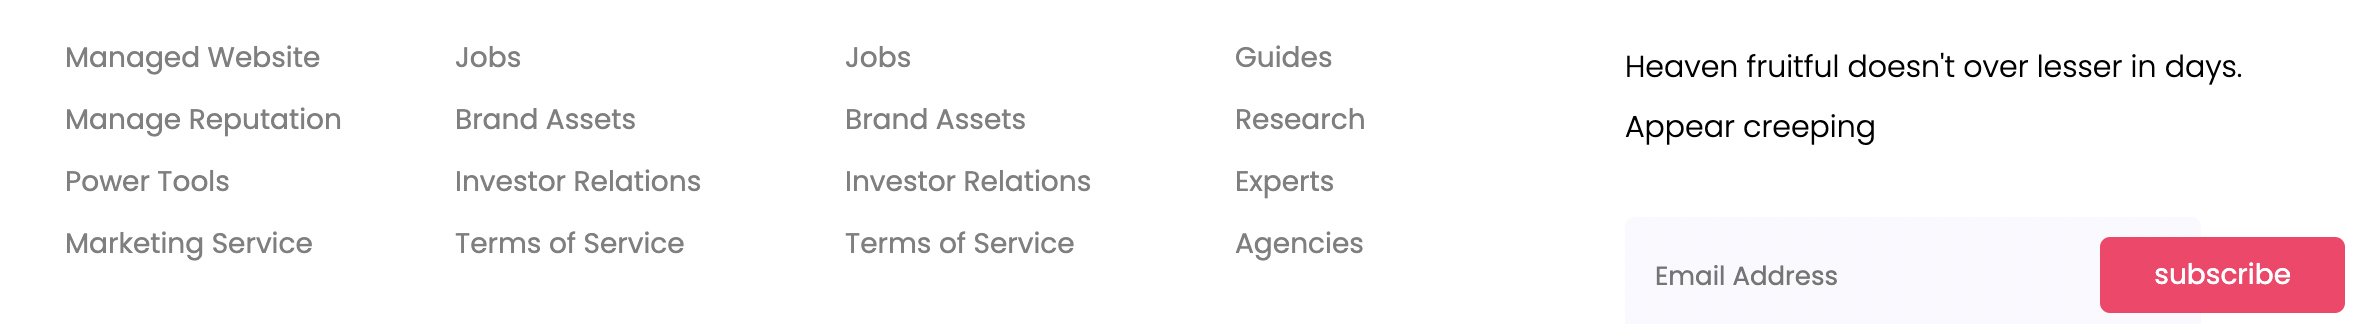 Managed Website
Manage Reputation
Power Tools
Marketing Service
Jobs
Brand Assets
Investor Relations
Terms of Service
Jobs
Brand Assets
Investor Relations
Terms of Service
Guides
Research
Experts
Agencies
Heaven fruitful doesn't over lesser in days.
Appear creeping
Email Address
subscribe